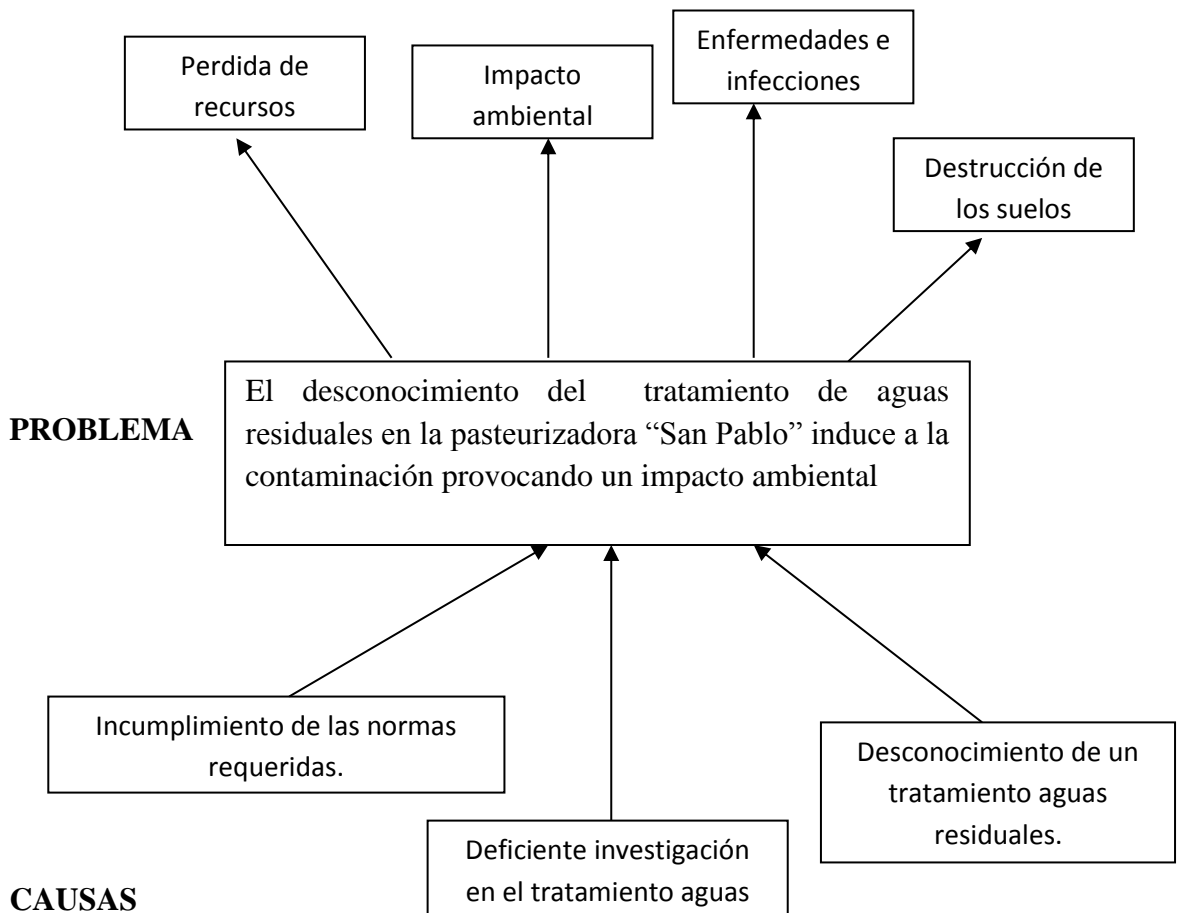 Perdida de
recursos
Impacto
ambiental
Enfermedades e
infecciones
Destrucción de
los suelos
PROBLEMA
El desconocimiento del tratamiento de aguas
residuales en la pasteurizadora “San Pablo” induce a la
contaminación provocando un impacto ambiental
Incumplimiento de las normas
requeridas.
Deficiente investigación
en el tratamiento aguas
Desconocimiento de un
tratamiento aguas
residuales.
CAUSAS